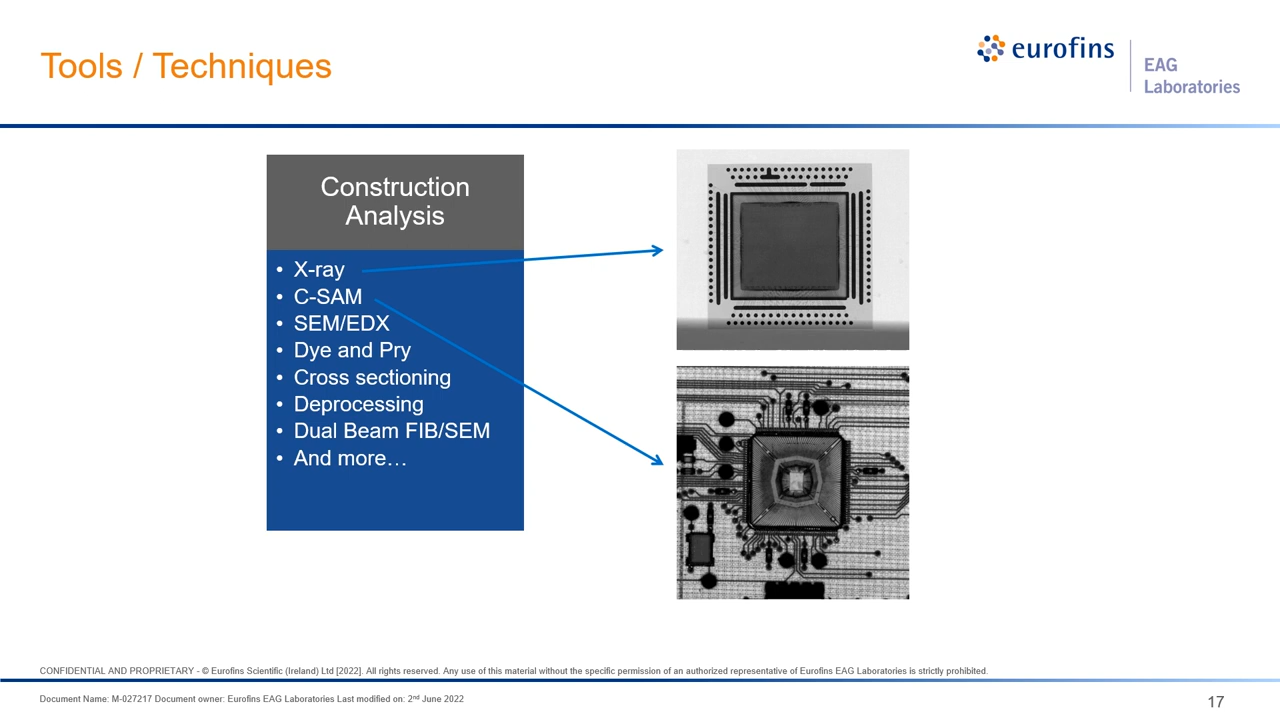 Tools / Techniques
eurofins
EAG
Laboratories
Construction
Analysis
• X-ray
• C-SAM
• SEM/EDX
• Dye and Pry
• Cross sectioning
• Deprocessing
• Dual Beam FIB/SEM
• And more…
CONFIDENTIAL AND PROPRIETARY - © Eurofins Scientific (Ireland) Ltd [2022]. All rights reserved. Any use of this material without the specific permission of an authorized representative of Eurofins EAG Laboratories is strictly prohibited.
Document Name: M-027217 Document owner: Eurofins EAG Laboratories Last modified on: 2nd June 2022
17